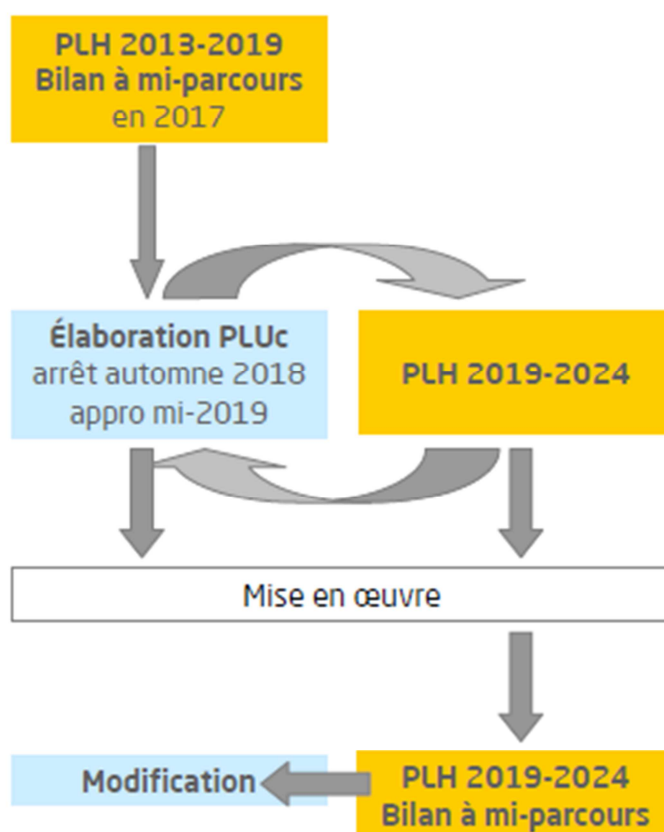 PLH 2013-2019
Bilan à mi-parcours
en 2017
Élaboration PLUc
arrêt automne 2018
appro mi-2019
PLH 2019-2024
Mise en œuvre
Modification
PLH 2019-2024
Bilan à mi-parcours